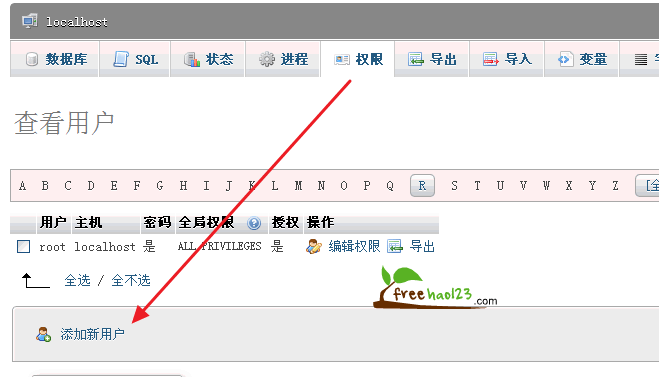 localhost
数据库 SQL 状态 进程 权限 导出 导入 变量
查看用户
A B C D E F G H I J K L M N O P Q R S T U V W X Y Z [全
用户 主机 密码 全局权限 授权 操作
root localhost 是 ALL PRIVILEGES 是 编辑权限 导出
全选 / 全不选
freehao123.com
添加新用户